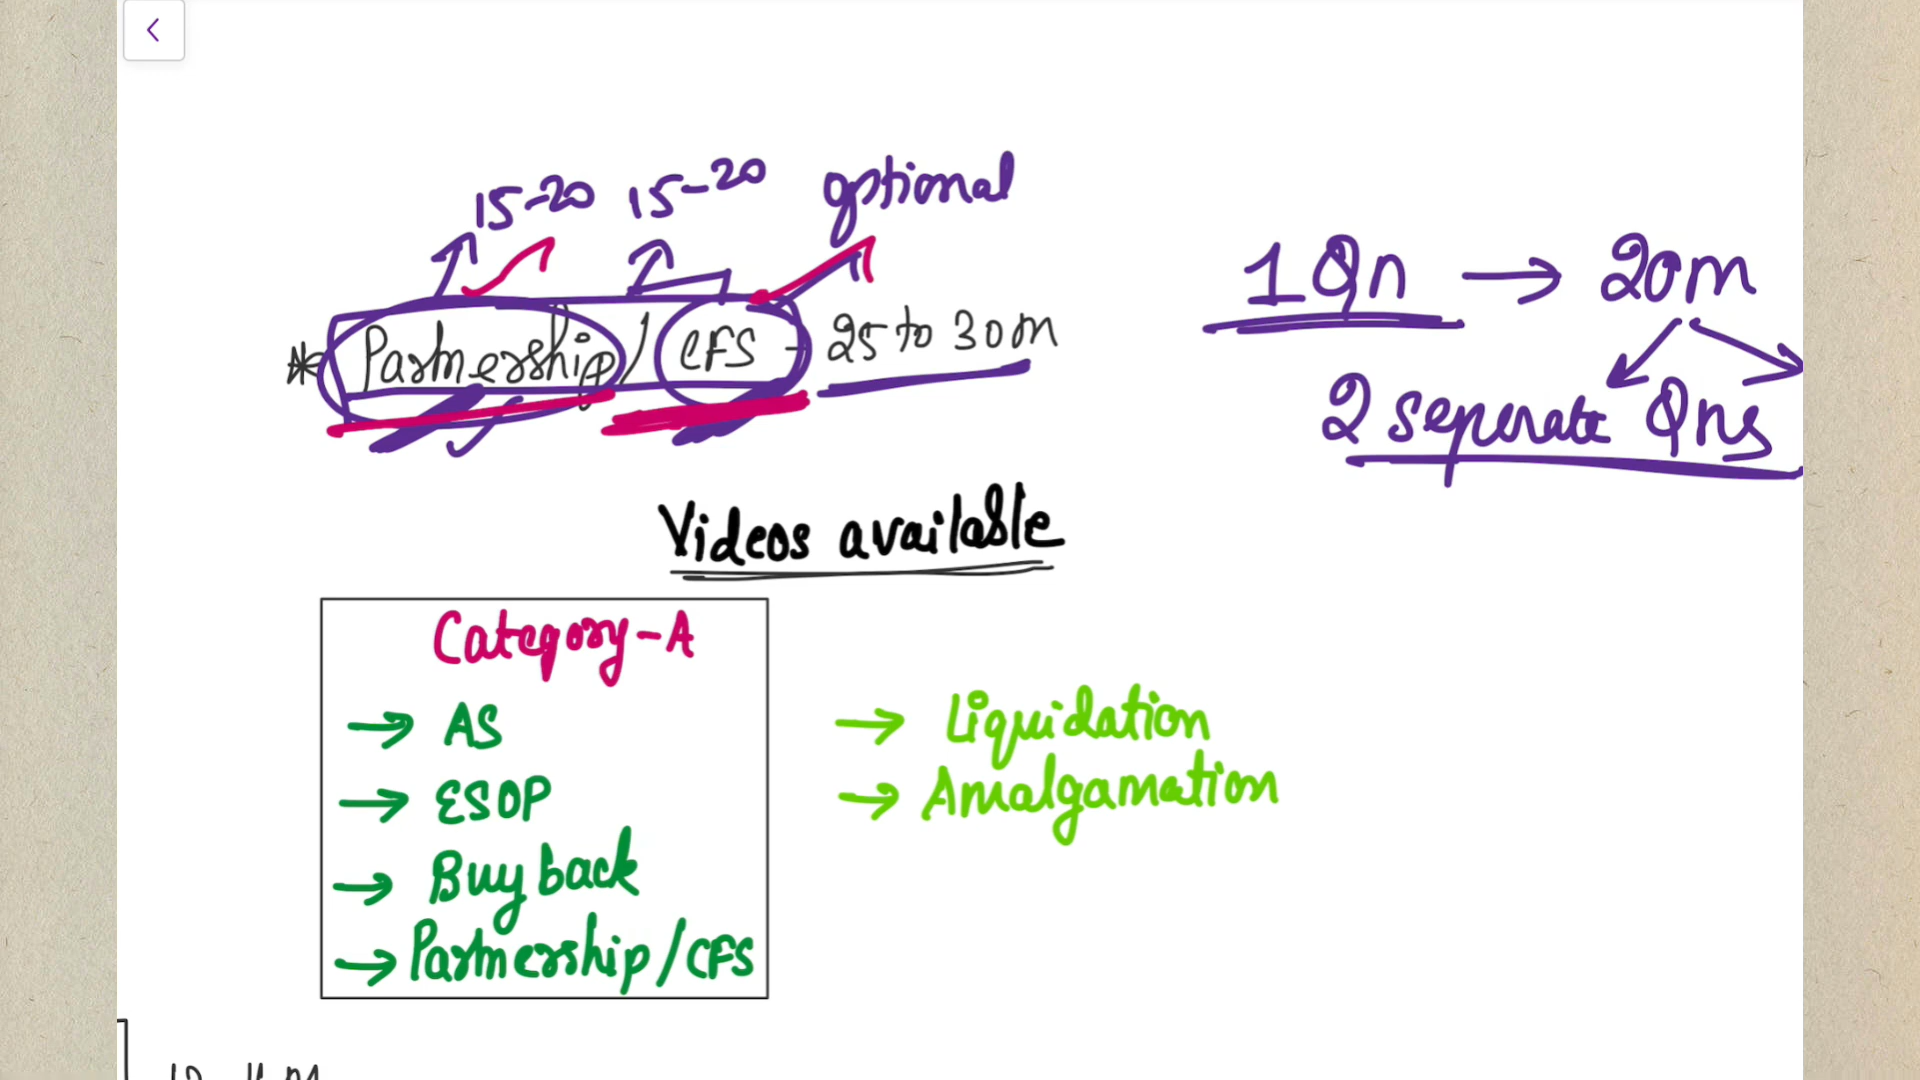 15-20 15-20 optional
* Partnership / CFS - 25 to 30m
1 Qn → 20m
2 seperate Qns
Videos available
Category-A
→ AS
→ ESOP
→ Buy back
→ Partnership/CFS
→ Liquidation
→ Amalgamation